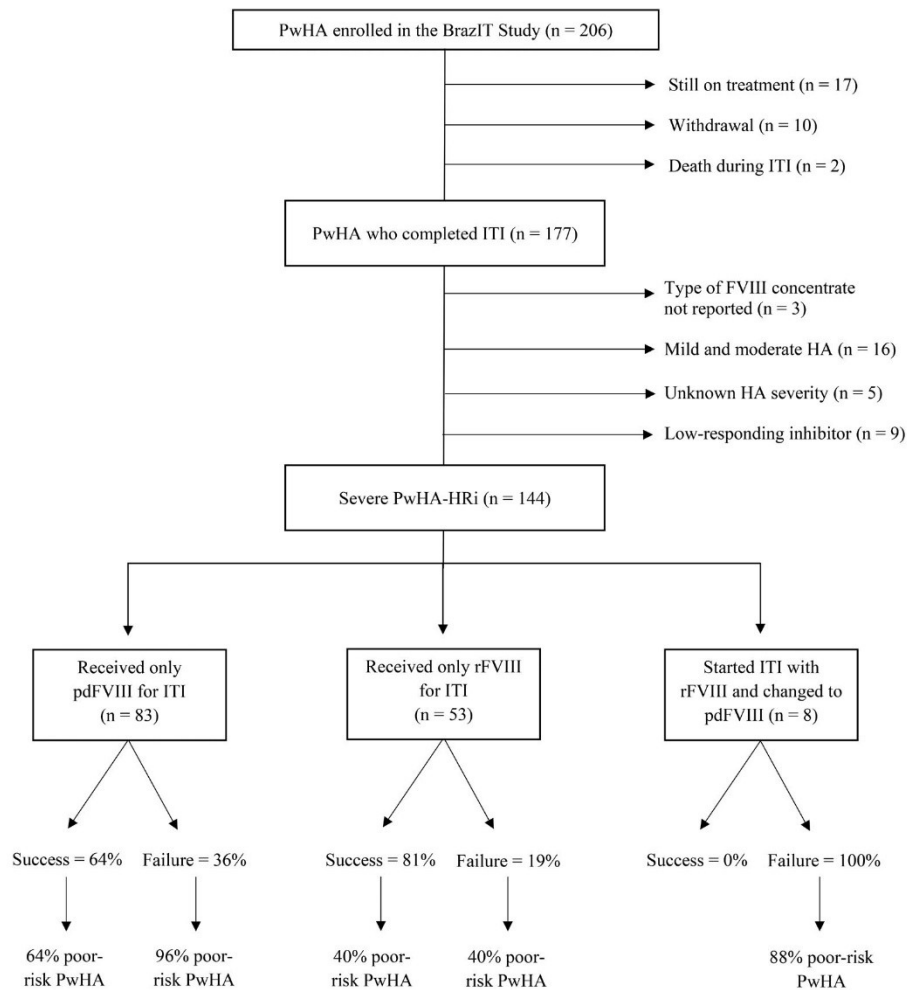 PwHA enrolled in the BrazIT Study (n = 206)
Still on treatment (n = 17)
Withdrawal (n = 10)
Death during ITI (n = 2)
PwHA who completed ITI (n = 177)
Type of FVIII concentrate
not reported (n = 3)
Mild and moderate HA (n = 16)
Unknown HA severity (n = 5)
Low-responding inhibitor (n = 9)
Severe PwHA-HRi (n = 144)
Received only
pdFVIII for ITI
(n = 83)
Received only rFVIII
for ITI
(n = 53)
Started ITI with
rFVIII and changed to
pdFVIII (n = 8)
Success = 64%
Failure = 36%
Success = 81%
Failure = 19%
Success = 0%
Failure = 100%
64% poor-
risk PwHA
96% poor-
risk PwHA
40% poor-
risk PwHA
40% poor-
risk PwHA
88% poor-risk
PwHA